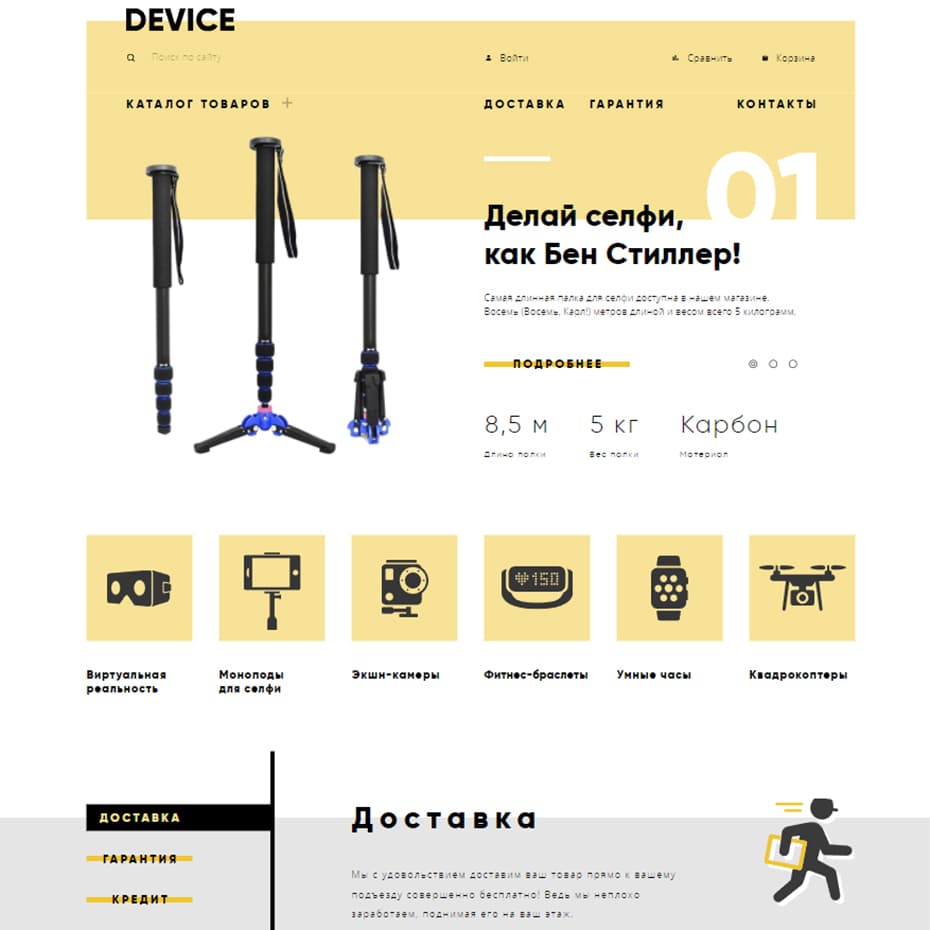 DEVICE
Поиск по сайту
Войти
Сравнить
Корзина
КАТАЛОГ ТОВАРОВ +
ДОСТАВКА
ГАРАНТИЯ
КОНТАКТЫ
01
Делай селфи,
как Бен Стиллер!
Самая длинная палка для селфи доступна в нашем магазине.
Восемь (Восемь, Карл!) метров длиной и весом всего 5 килограмм.
ПОДРОБНЕЕ
8,5 м
5 кг
Карбон
Длина палки
Вес палки
Материал
150
Виртуальная
реальность
Моноподы
для селфи
Экшн-камеры
Фитнес-браслеты
Умные часы
Квадрокоптеры
ДОСТАВКА
ГАРАНТИЯ
КРЕДИТ
Доставка
Мы с удовольствием доставим ваш товар прямо к вашему
подъезду совершенно бесплатно! Ведь мы неплохо
заработаем, поднимая его на ваш этаж.